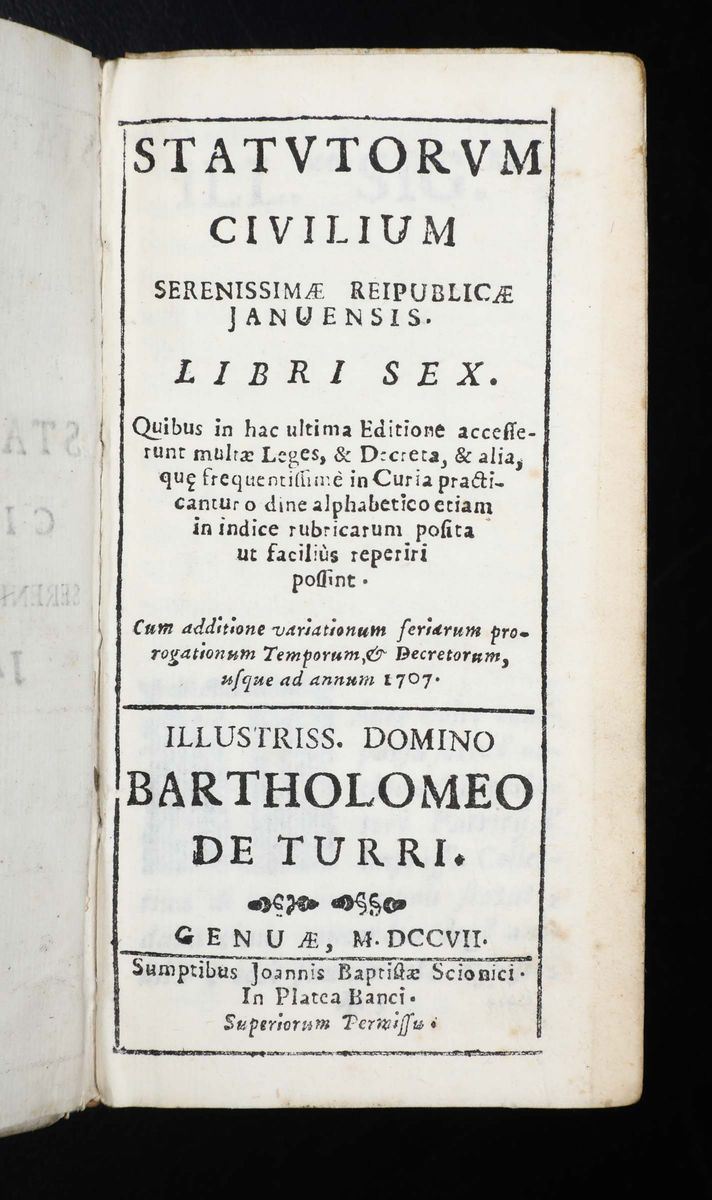 STATVTORVM
CIVILIUM
SERENISSIMÆ REIPUBLICÆ
JANUENSIS.
LIBRI SEX.
Quibus in hac ultima Editione accesse-
runt multæ Leges, & Decreta, & alia,
quę frequentissimè in Curia practi-
cantur o dine alphabetico etiam
in indice rubricarum posita
ut faciliùs reperiri
possint.
Cum additione variationum feriarum pro-
rogationum Temporum, & Decretorum,
usque ad annum 1707.
ILLUSTRISS. DOMINO
BARTHOLOMEO
DE TURRI.
GENUÆ, M. DCCVII.
Sumptibus Joannis Baptistæ Scionici.
In Platea Banci.
Superiorum Permissu.